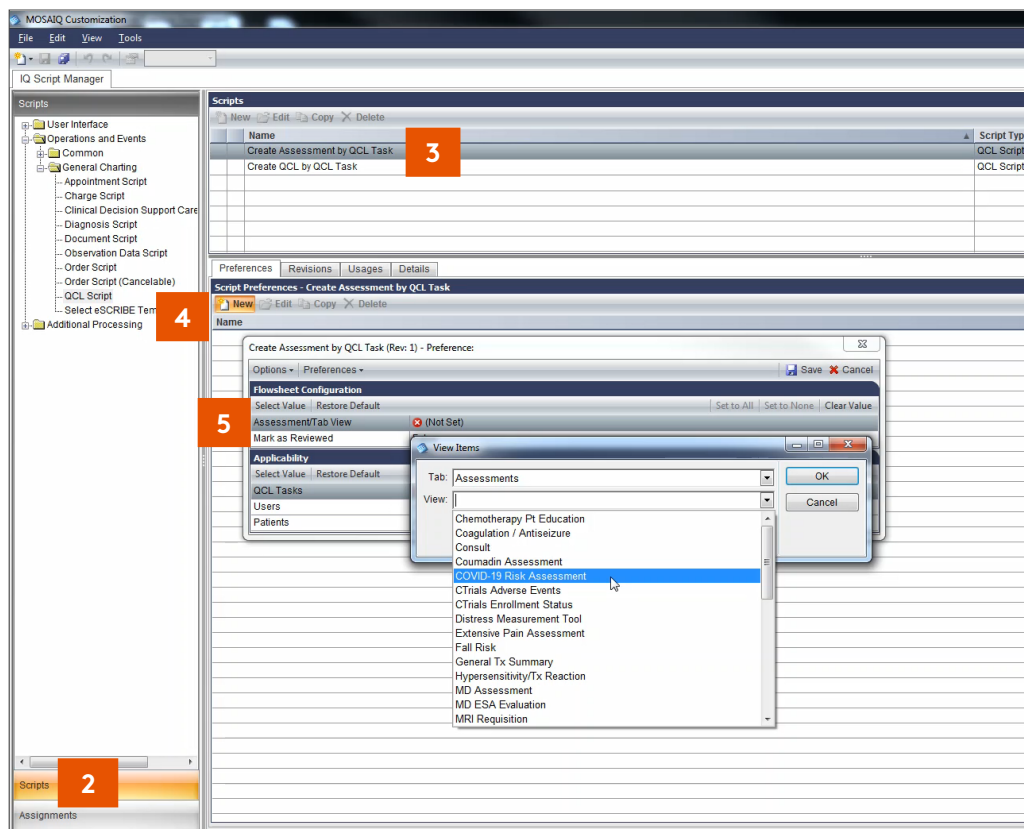 MOSAIQ Customization
File Edit View Tools
IQ Script Manager
Scripts
User Interface
Operations and Events
Common
General Charting
Appointment Script
Charge Script
Clinical Decision Support Care
Diagnosis Script
Document Script
Observation Data Script
Order Script
Order Script (Cancelable)
QCL Script
Select eSCRIBE Tem
Additional Processing
Scripts
2
Assignments
Scripts
New Edit Copy Delete
Name Script Typ
Create Assessment by QCL Task QCL Script
3
Create QCL by QCL Task QCL Script
Preferences Revisions Usages Details
Script Preferences - Create Assessment by QCL Task
4
New Edit Copy Delete
Name
Create Assessment by QCL Task (Rev: 1) - Preference:
Options Preferences Save Cancel
Flowsheet Configuration
Select Value Restore Default Set to All Set to None Clear Value
5
Assessment/Tab View (Not Set)
Mark as Reviewed
Applicability
Select Value Restore Default
QCL Tasks
Users
Patients
View Items
Tab: Assessments OK
View: Cancel
Chemotherapy Pt Education
Coagulation / Antiseizure
Consult
Coumadin Assessment
COVID-19 Risk Assessment
CTrials Adverse Events
CTrials Enrollment Status
Distress Measurement Tool
Extensive Pain Assessment
Fall Risk
General Tx Summary
Hypersensitivity/Tx Reaction
MD Assessment
MD ESA Evaluation
MRI Requisition